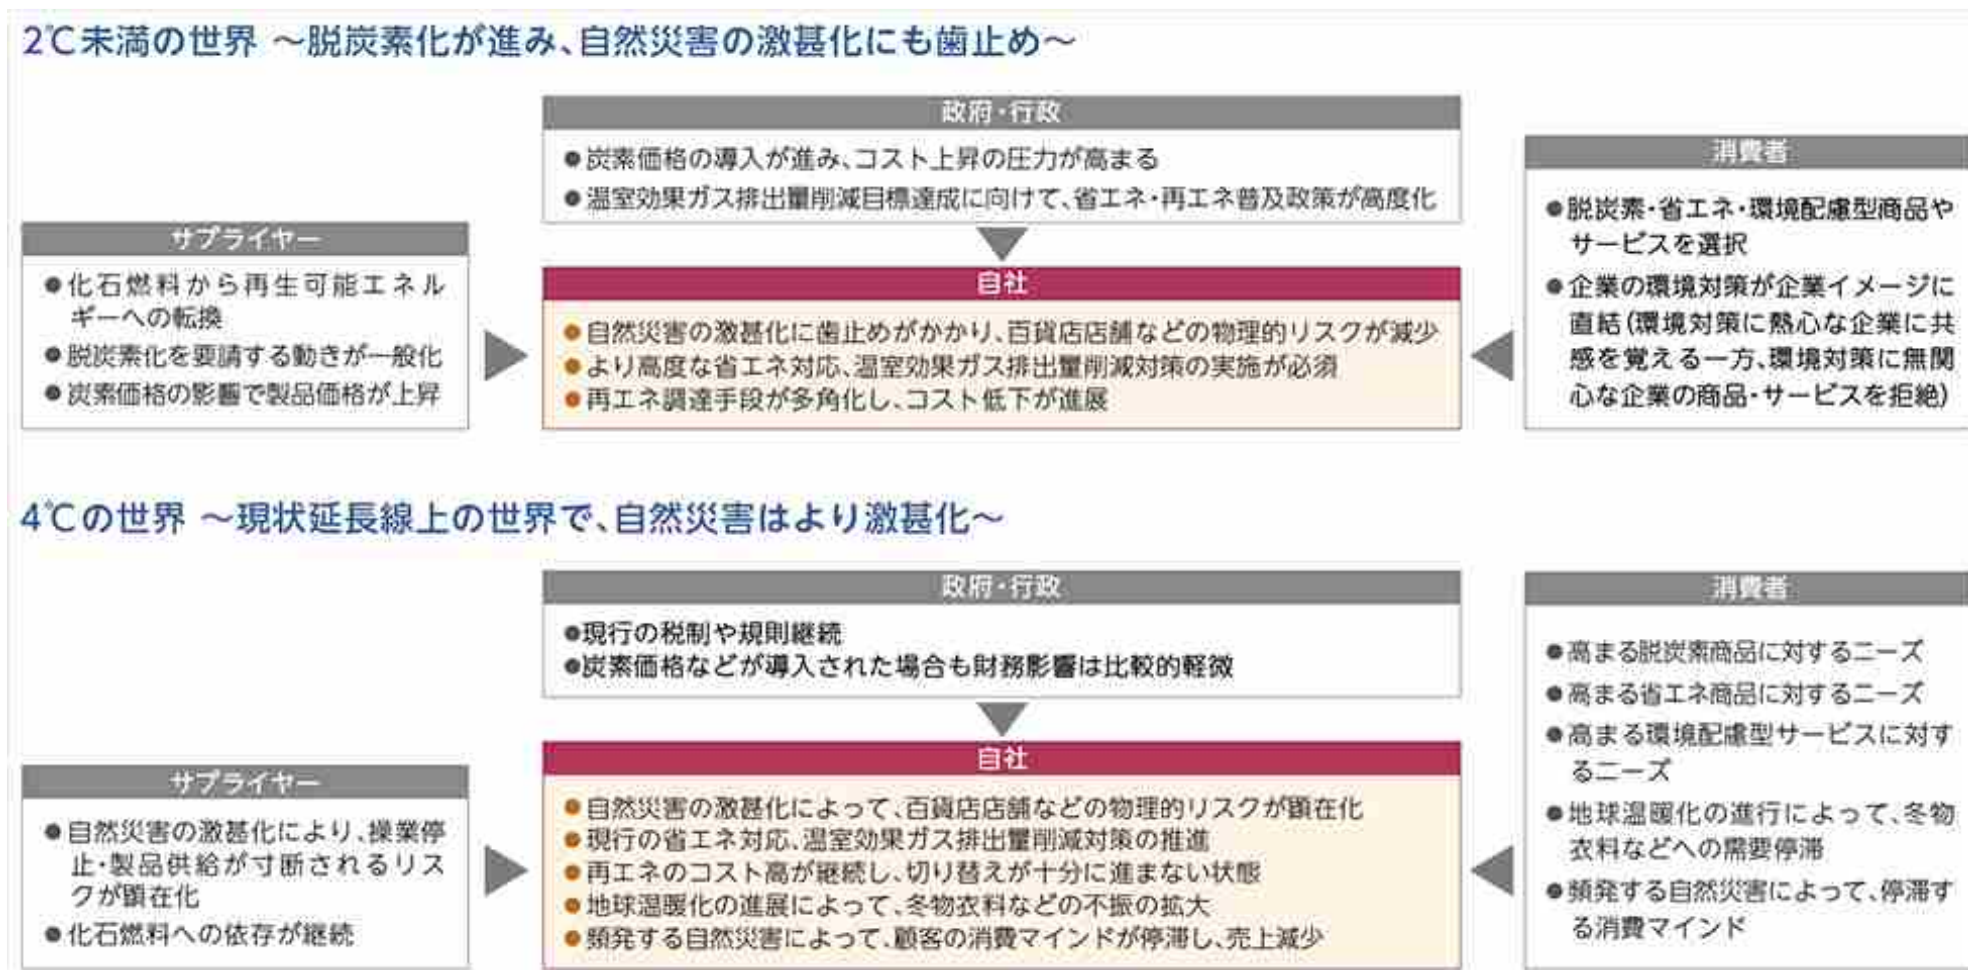 2℃未満の世界 ～脱炭素化が進み、自然災害の激甚化にも歯止め～
政府・行政
●炭素価格の導入が進み、コスト上昇の圧力が高まる
●温室効果ガス排出量削減目標達成に向けて、省エネ・再エネ普及政策が高度化
サプライヤー
●化石燃料から再生可能エネル
ギーへの転換
●脱炭素化を要請する動きが一般化
●炭素価格の影響で製品価格が上昇
自社
●自然災害の激甚化に歯止めがかかり、百貨店店舗などの物理的リスクが減少
●より高度な省エネ対応、温室効果ガス排出量削減対策の実施が必須
●再エネ調達手段が多角化し、コスト低下が進展
消費者
●脱炭素・省エネ・環境配慮型商品や
サービスを選択
●企業の環境対策が企業イメージに
直結（環境対策に熱心な企業に共
感を覚える一方、環境対策に無関
心な企業の商品・サービスを拒絶）
4℃の世界 ～現状延長線上の世界で、自然災害はより激甚化～
政府・行政
●現行の税制や規則継続
●炭素価格などが導入された場合も財務影響は比較的軽微
サプライヤー
●自然災害の激甚化により、操業停
止・製品供給が寸断されるリス
クが顕在化
●化石燃料への依存が継続
自社
●自然災害の激甚化によって、百貨店店舗などの物理的リスクが顕在化
●現行の省エネ対応、温室効果ガス排出量削減対策の推進
●再エネのコスト高が継続し、切り替えが十分に進まない状態
●地球温暖化の進展によって、冬物衣料などの不振の拡大
●頻発する自然災害によって、顧客の消費マインドが停滞し、売上減少
消費者
●高まる脱炭素商品に対するニーズ
●高まる省エネ商品に対するニーズ
●高まる環境配慮型サービスに対す
るニーズ
●地球温暖化の進行によって、冬物
衣料などへの需要停滞
●頻発する自然災害によって、停滞す
る消費マインド